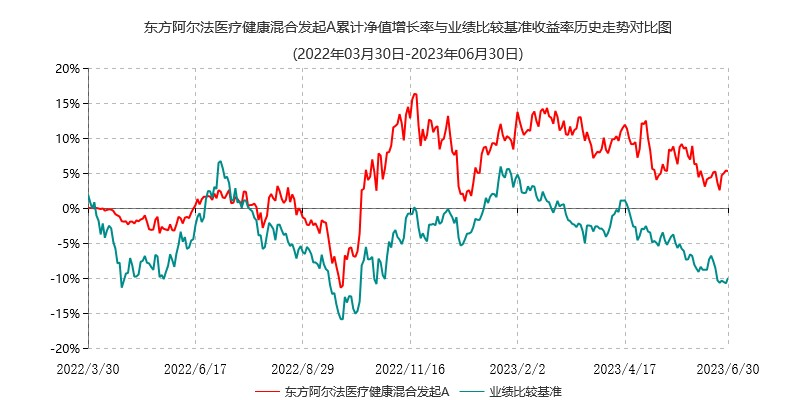 东方阿尔法医疗健康混合发起A累计净值增长率与业绩比较基准收益率历史走势对比图
(2022年03月30日-2023年06月30日)
20%
15%
10%
5%
0%
-5%
-10%
-15%
-20%
2022/3/30 2022/6/17 2022/8/29 2022/11/16 2023/2/2 2023/4/17 2023/6/30
东方阿尔法医疗健康混合发起A 业绩比较基准